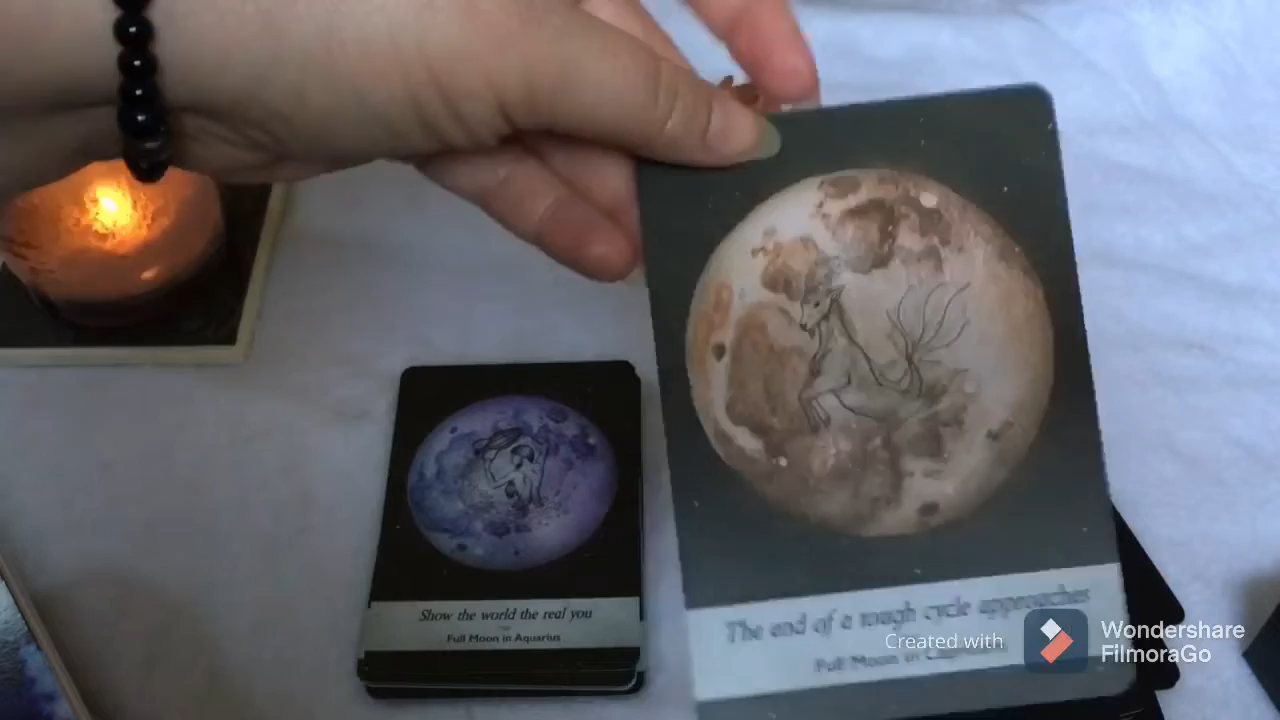 Show the world the real you
Full Moon in Aquarius
The end of a tough cycle approaches
Full Moon in
Created with
Wondershare
FilmoraGo